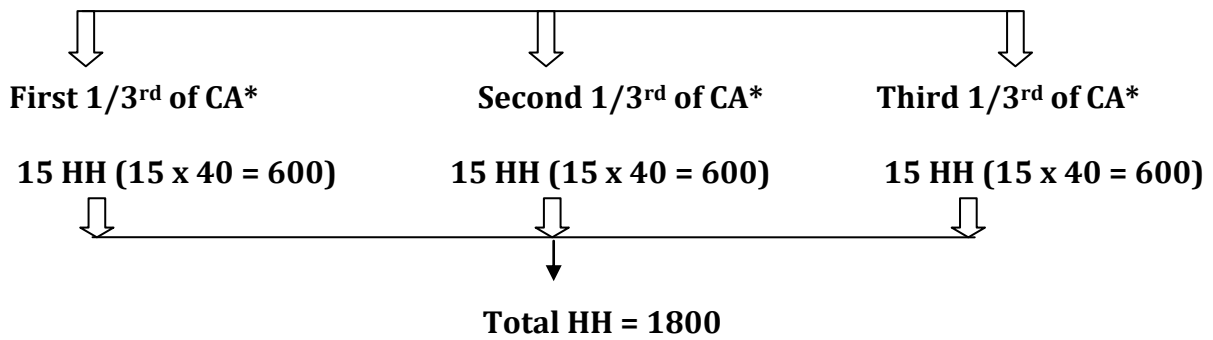 First 1/3rd of CA* Second 1/3rd of CA* Third 1/3rd of CA*
15 HH (15 x 40 = 600) 15 HH (15 x 40 = 600) 15 HH (15 x 40 = 600)
Total HH = 1800